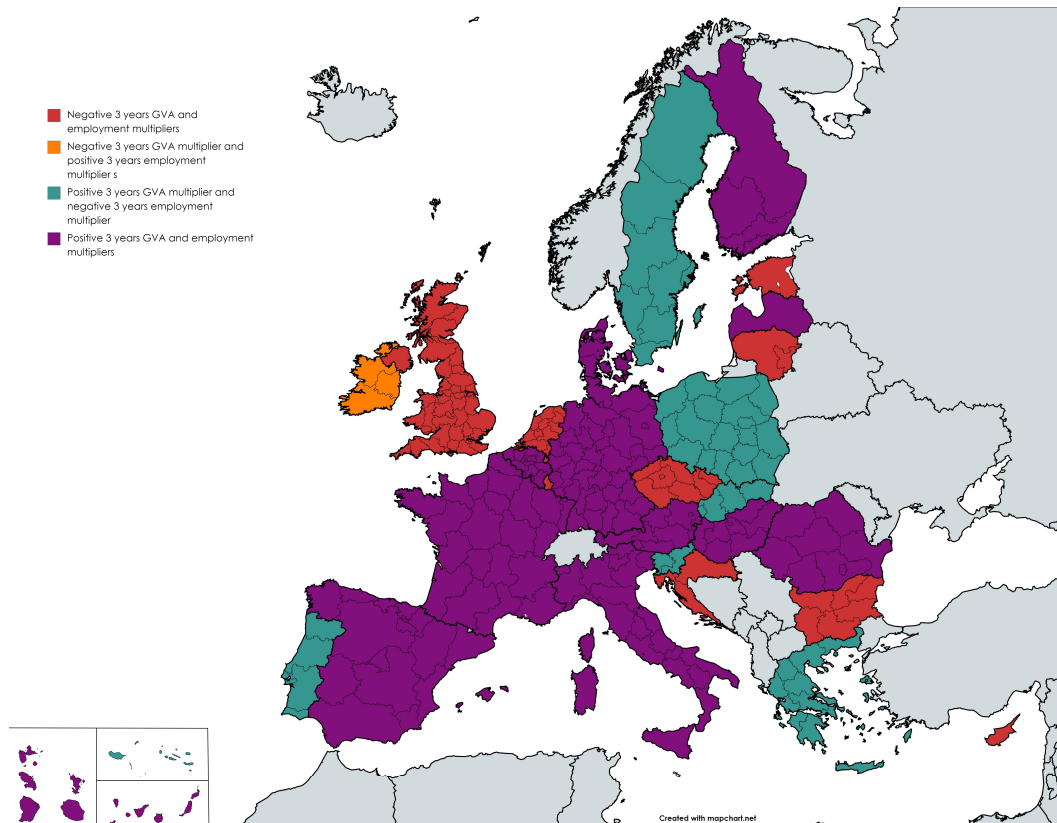 Negative 3 years GVA and
employment multipliers
Negative 3 years GVA multiplier and
positive 3 years employment
multiplier s
Positive 3 years GVA multiplier and
negative 3 years employment
multiplier
Positive 3 years GVA and employment
multipliers
Created with mapchart.net